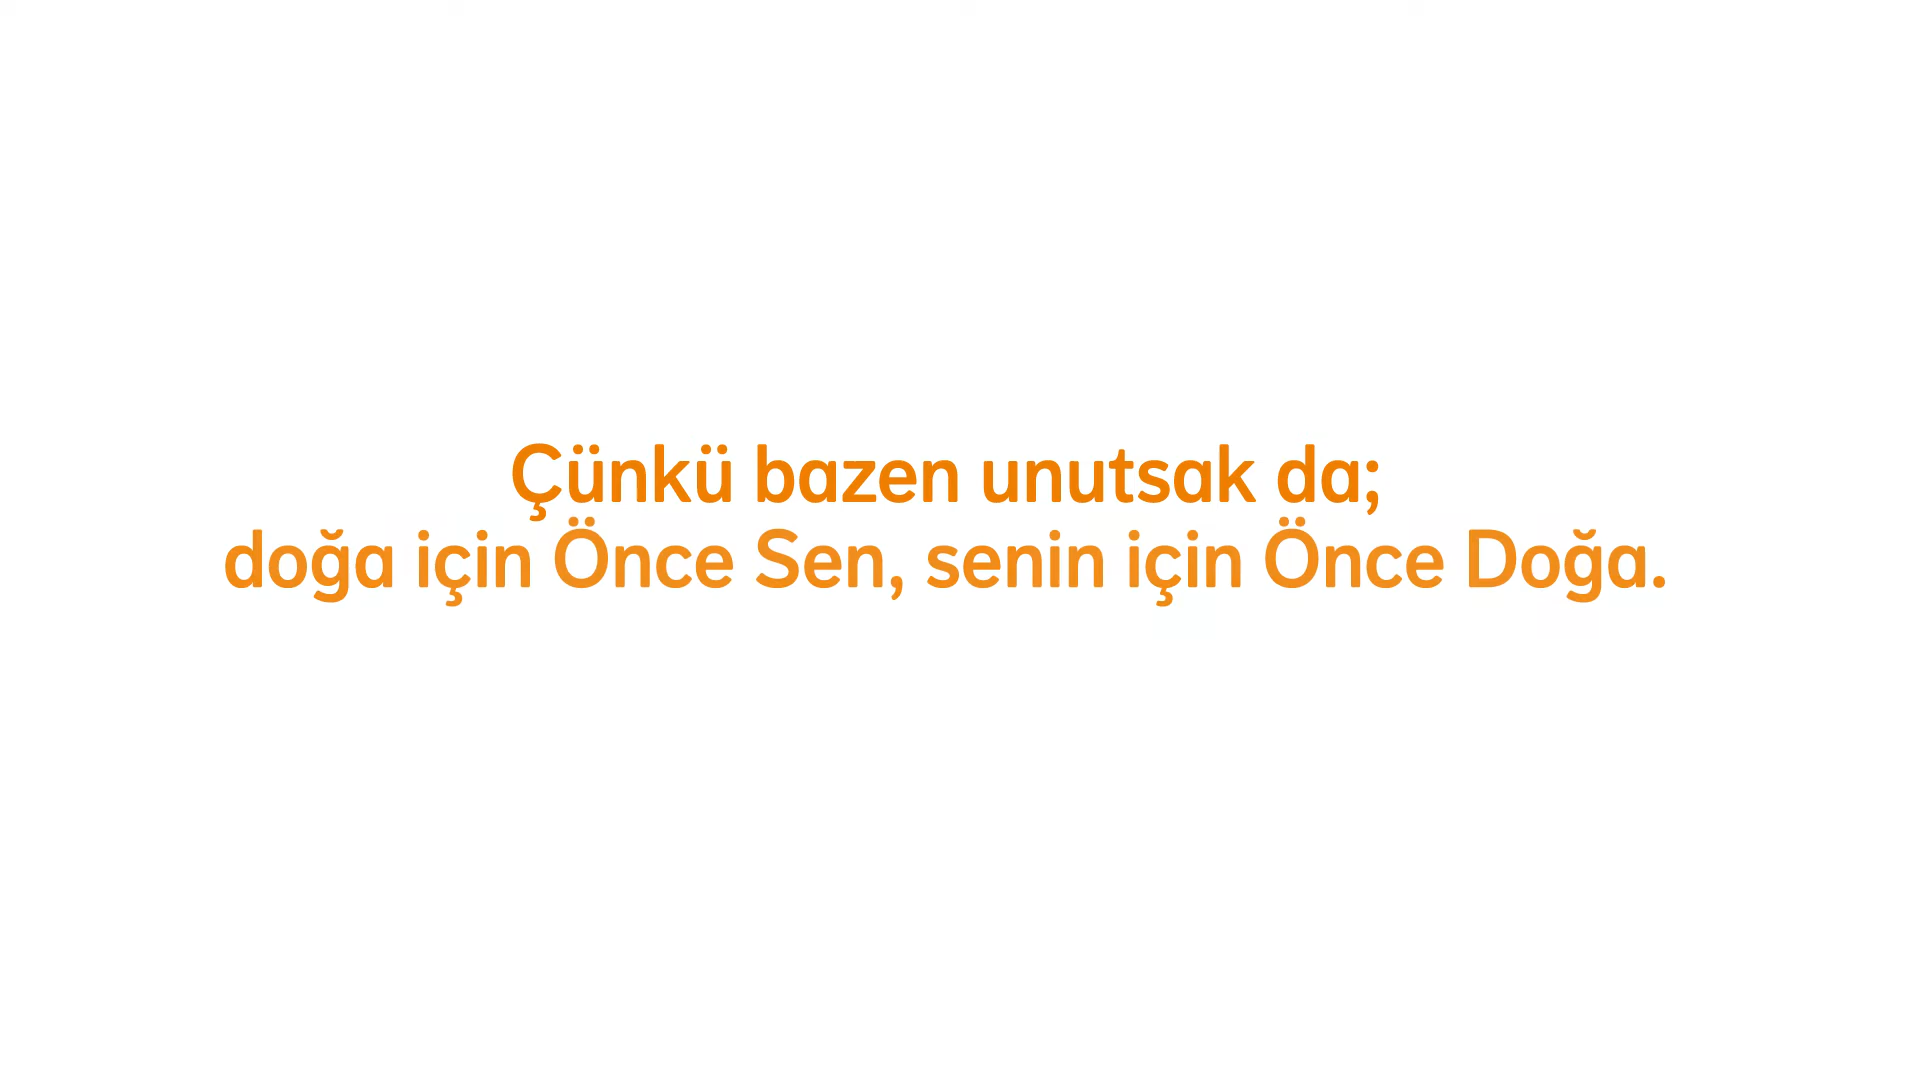 Çünkü bazen unutsak da;
doğa için Önce Sen, senin için Önce Doğa.